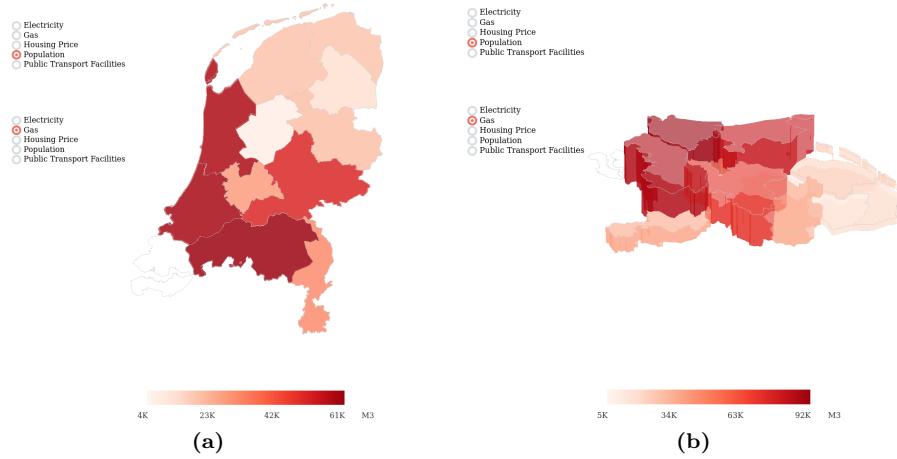 Electricity
Gas
Housing Price
Population
Public Transport Facilities
Electricity
Gas
Housing Price
Population
Public Transport Facilities
4K 23K 42K 61K M3
(a)
Electricity
Gas
Housing Price
Population
Public Transport Facilities
Electricity
Gas
Housing Price
Population
Public Transport Facilities
5K 34K 63K 92K M3
(b)